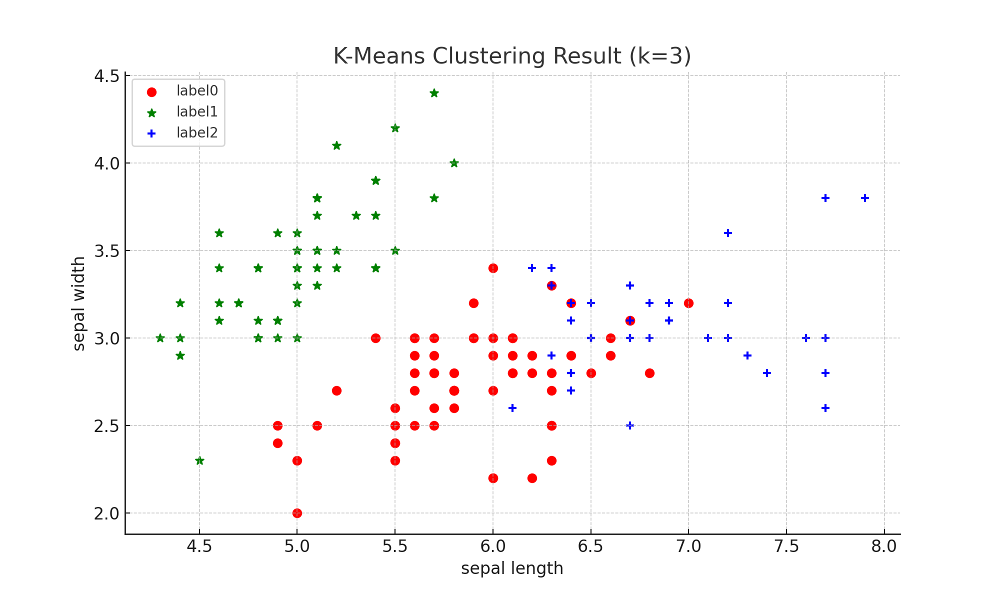 K-Means Clustering Result (k=3)
label0
label1
label2
sepal width
4.5
4.0
3.5
3.0
2.5
2.0
4.5 5.0 5.5 6.0 6.5 7.0 7.5 8.0
sepal length